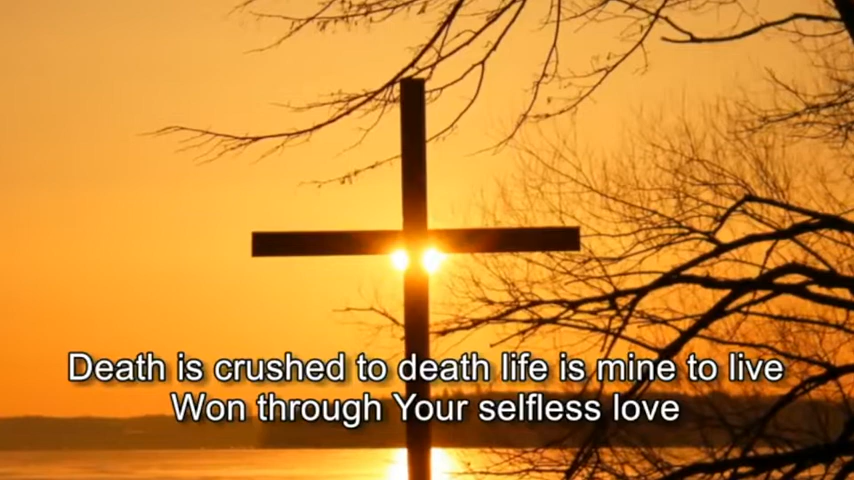 Death is crushed to death life is mine to live
Won through Your selfless love